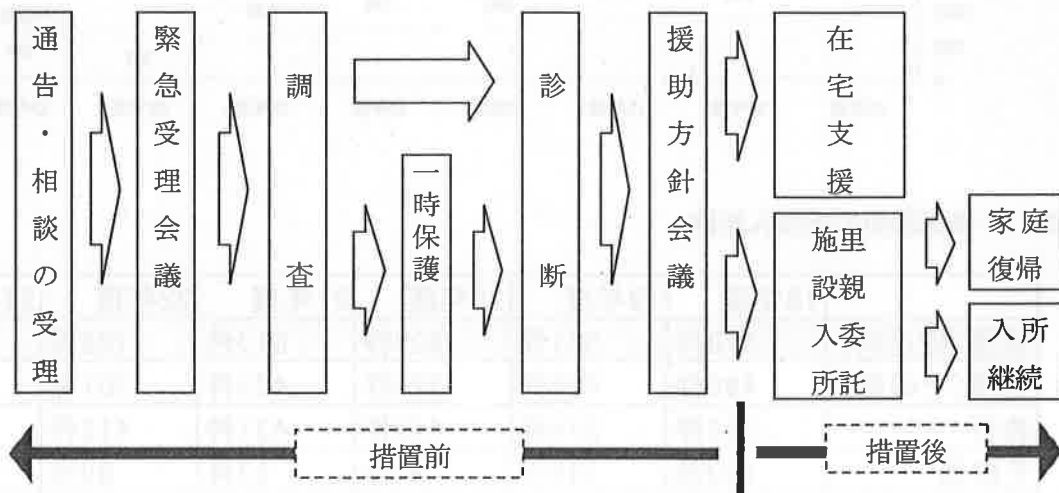 通告・相談の受理
緊急受理会議
調査
一時保護
診断
援助方針会議
在宅支援
里親委託
施設入所
家庭
復帰
入所
継続
措置前
措置後